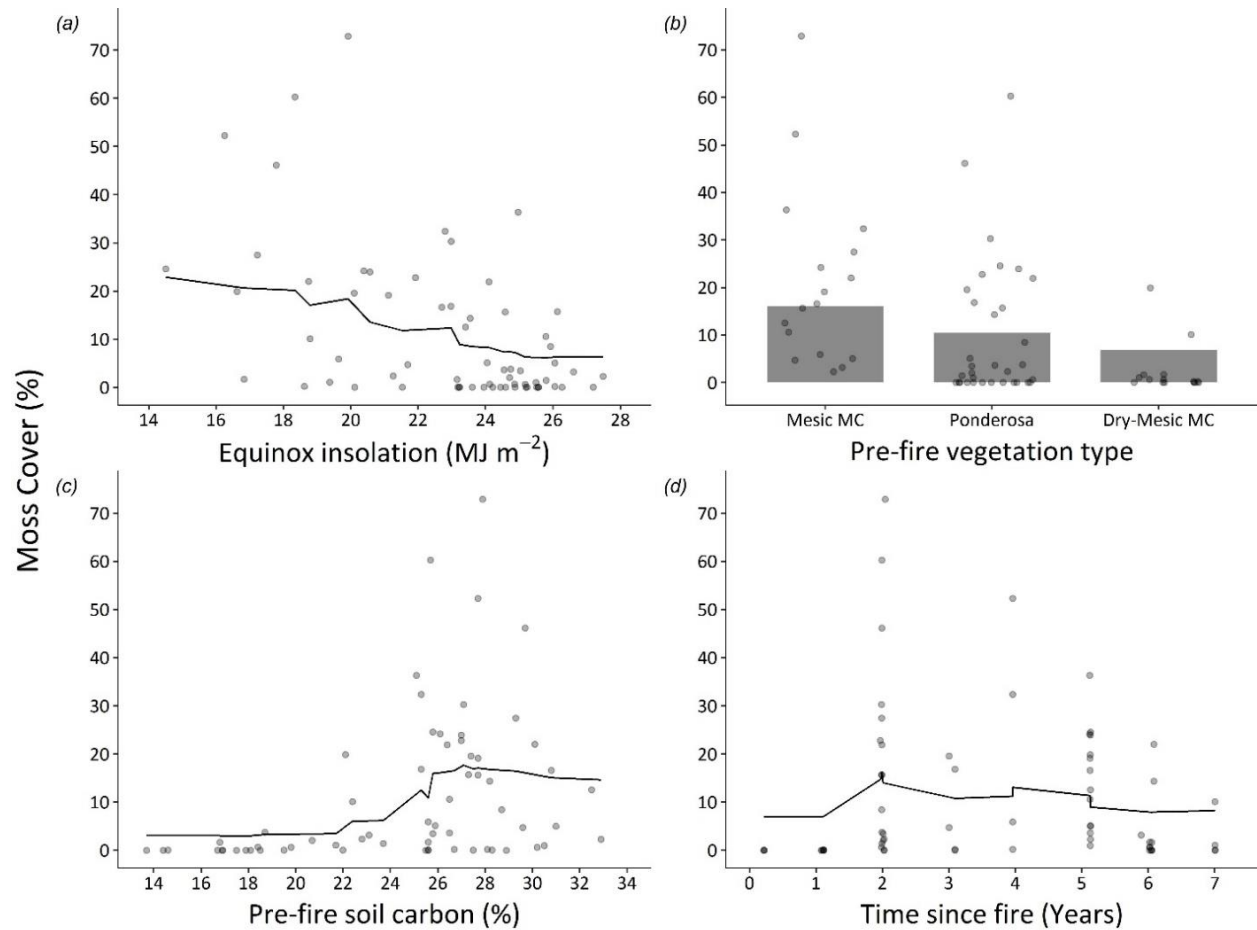 (a)
70
60
50
40
30
20
10
0
14 16 18 20 22 24 26 28
Equinox insolation (MJ m⁻²)
(b)
70
60
50
40
30
20
10
0
Mesic MC Ponderosa Dry-Mesic MC
Pre-fire vegetation type
Moss Cover (%)
(c)
70
60
50
40
30
20
10
0
14 16 18 20 22 24 26 28 30 32 34
Pre-fire soil carbon (%)
(d)
70
60
50
40
30
20
10
0
0 1 2 3 4 5 6 7
Time since fire (Years)